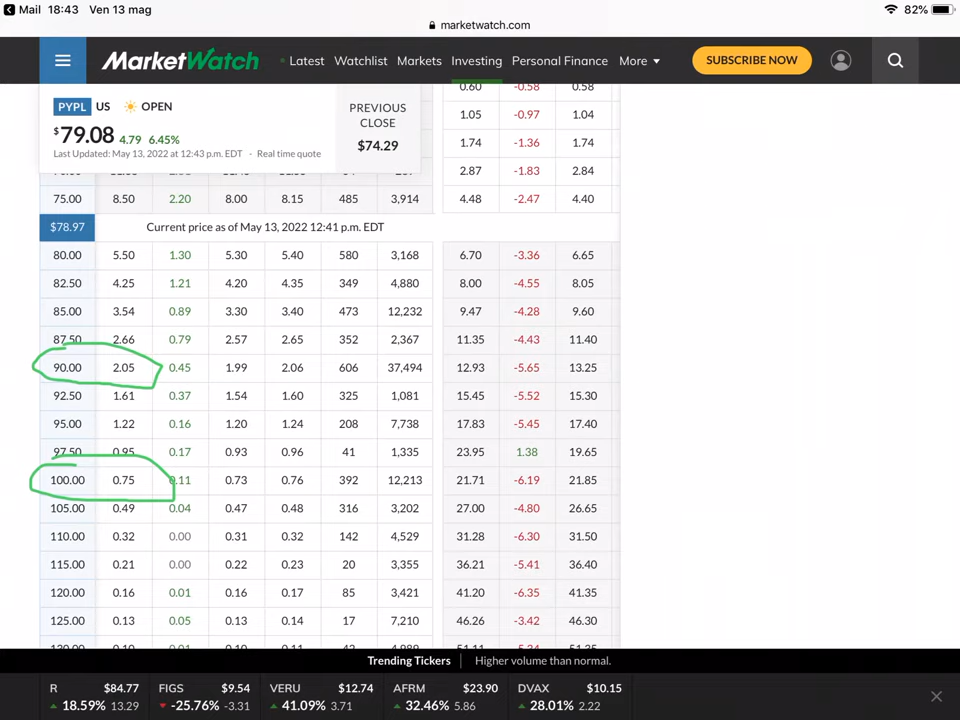 Mail 18:43 Ven 13 mag 82%
marketwatch.com
MarketWatch Latest Watchlist Markets Investing Personal Finance More SUBSCRIBE NOW
0.60 -0.58 0.58
PYPL US OPEN
PREVIOUS CLOSE
$79.08 4.79 6.45%
$74.29
Last Updated: May 13, 2022 at 12:43 p.m. EDT · Real time quote
1.05 -0.97 1.04
1.74 -1.36 1.74
2.87 -1.83 2.84
75.00 8.50 2.20 8.00 8.15 485 3,914 4.48 -2.47 4.40
$78.97 Current price as of May 13, 2022 12:41 p.m. EDT
80.00 5.50 1.30 5.30 5.40 580 3,168 6.70 -3.36 6.65
82.50 4.25 1.21 4.20 4.35 349 4,880 8.00 -4.55 8.05
85.00 3.54 0.89 3.30 3.40 473 12,232 9.47 -4.28 9.60
87.50 2.66 0.79 2.57 2.65 352 2,367 11.35 -4.43 11.40
90.00 2.05 0.45 1.99 2.06 606 37,494 12.93 -5.65 13.25
92.50 1.61 0.37 1.54 1.60 325 1,081 15.45 -5.52 15.30
95.00 1.22 0.16 1.20 1.24 208 7,738 17.83 -5.45 17.40
97.50 0.95 0.17 0.93 0.96 41 1,335 23.95 1.38 19.65
100.00 0.75 0.11 0.73 0.76 392 12,213 21.71 -6.19 21.85
105.00 0.49 0.04 0.47 0.48 316 3,202 27.00 -4.80 26.65
110.00 0.32 0.00 0.31 0.32 142 4,529 31.28 -6.30 31.50
115.00 0.21 0.00 0.22 0.23 20 3,355 36.21 -5.41 36.40
120.00 0.16 0.01 0.16 0.17 85 3,421 41.20 -6.35 41.35
125.00 0.13 0.05 0.13 0.14 17 7,210 46.26 -3.42 46.30
Trending Tickers Higher volume than normal.
R $84.77 FIGS $9.54 VERU $12.74 AFRM $23.90 DVAX $10.15
18.59% 13.29 -25.76% -3.31 41.09% 3.71 32.46% 5.86 28.01% 2.22